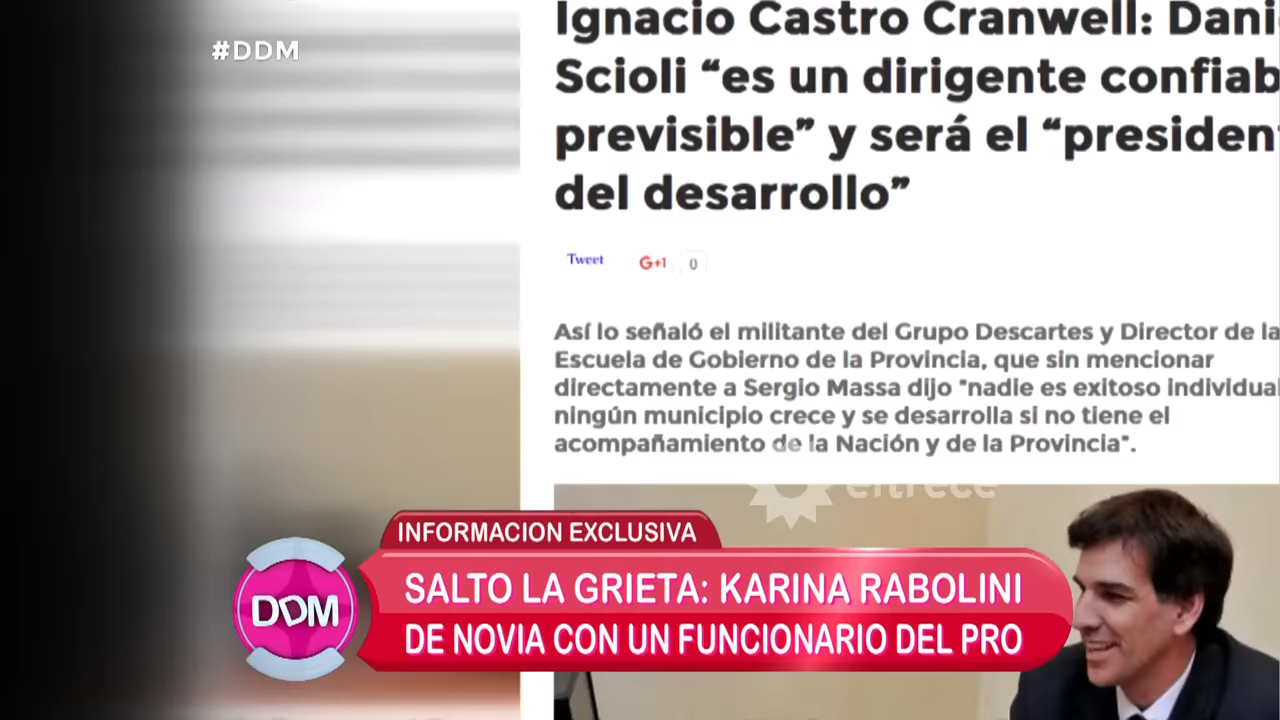 #DDM
Ignacio Castro Cranwell: Dani
Scioli “es un dirigente confiab
previsible” y será el “presiden
del desarrollo”
Tweet
G+1 0
Así lo señaló el militante del Grupo Descartes y Director de la
Escuela de Gobierno de la Provincia, que sin mencionar
directamente a Sergio Massa dijo "nadie es exitoso individual
ningún municipio crece y se desarrolla si no tiene el
acompañamiento de la Nación y de la Provincia".
eltrece
INFORMACION EXCLUSIVA
DDM
SALTO LA GRIETA: KARINA RABOLINI
DE NOVIA CON UN FUNCIONARIO DEL PRO